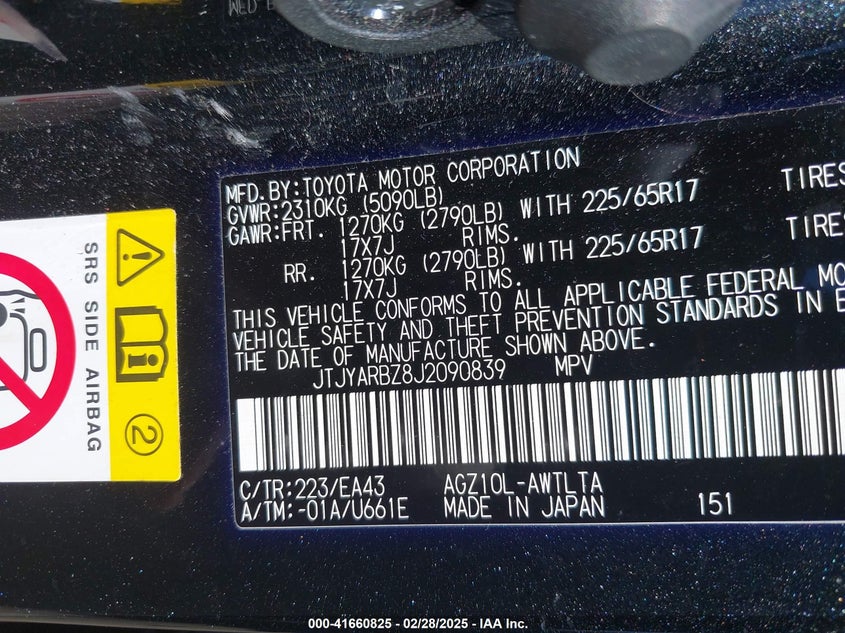 MFD.BY:TOYOTA MOTOR CORPORATION
GVWR:2310KG (5090LB)
GAWR:FRT. 1270KG (2790LB) WITH 225/65R17 TIRES
17X7J RIMS.
RR. 1270KG (2790LB) WITH 225/65R17 TIRE
17X7J RIMS.
THIS VEHICLE CONFORMS TO ALL APPLICABLE FEDERAL MO
VEHICLE SAFETY AND THEFT PREVENTION STANDARDS IN E
THE DATE OF MANUFACTURE SHOWN ABOVE.
JTJYARBZ8J2090839 MPV
C/TR:223/EA43 AGZ10L-AWTLTA
A/TM:-01A/U661E MADE IN JAPAN 151
SRS SIDE AIRBAG
2
000-41660825 - 02/28/2025 - IAA Inc.